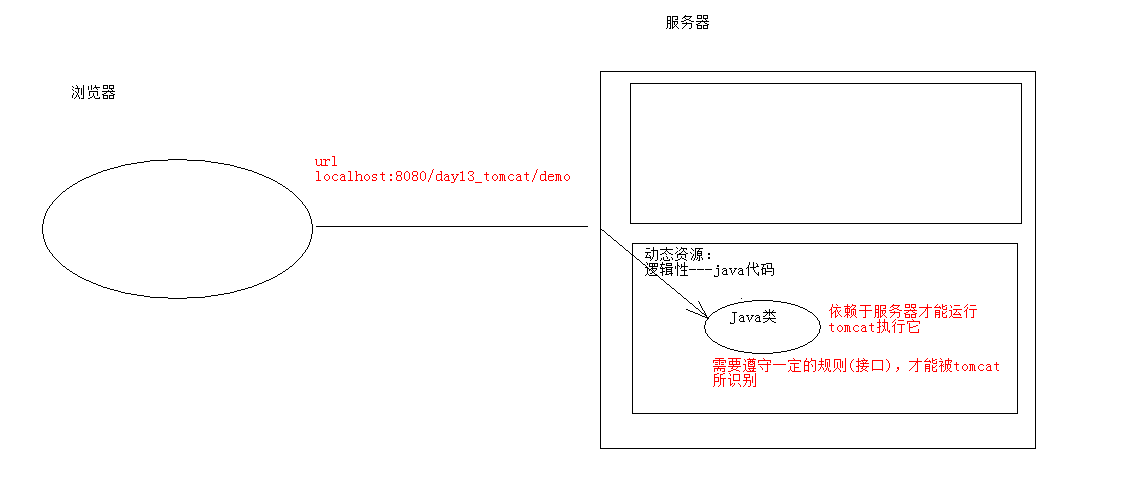 服务器
浏览器
url
localhost:8080/day13_tomcat/demo
动态资源:
逻辑性---java代码
Java类
依赖于服务器才能运行
tomcat执行它
需要遵守一定的规则(接口),才能被tomcat
所识别